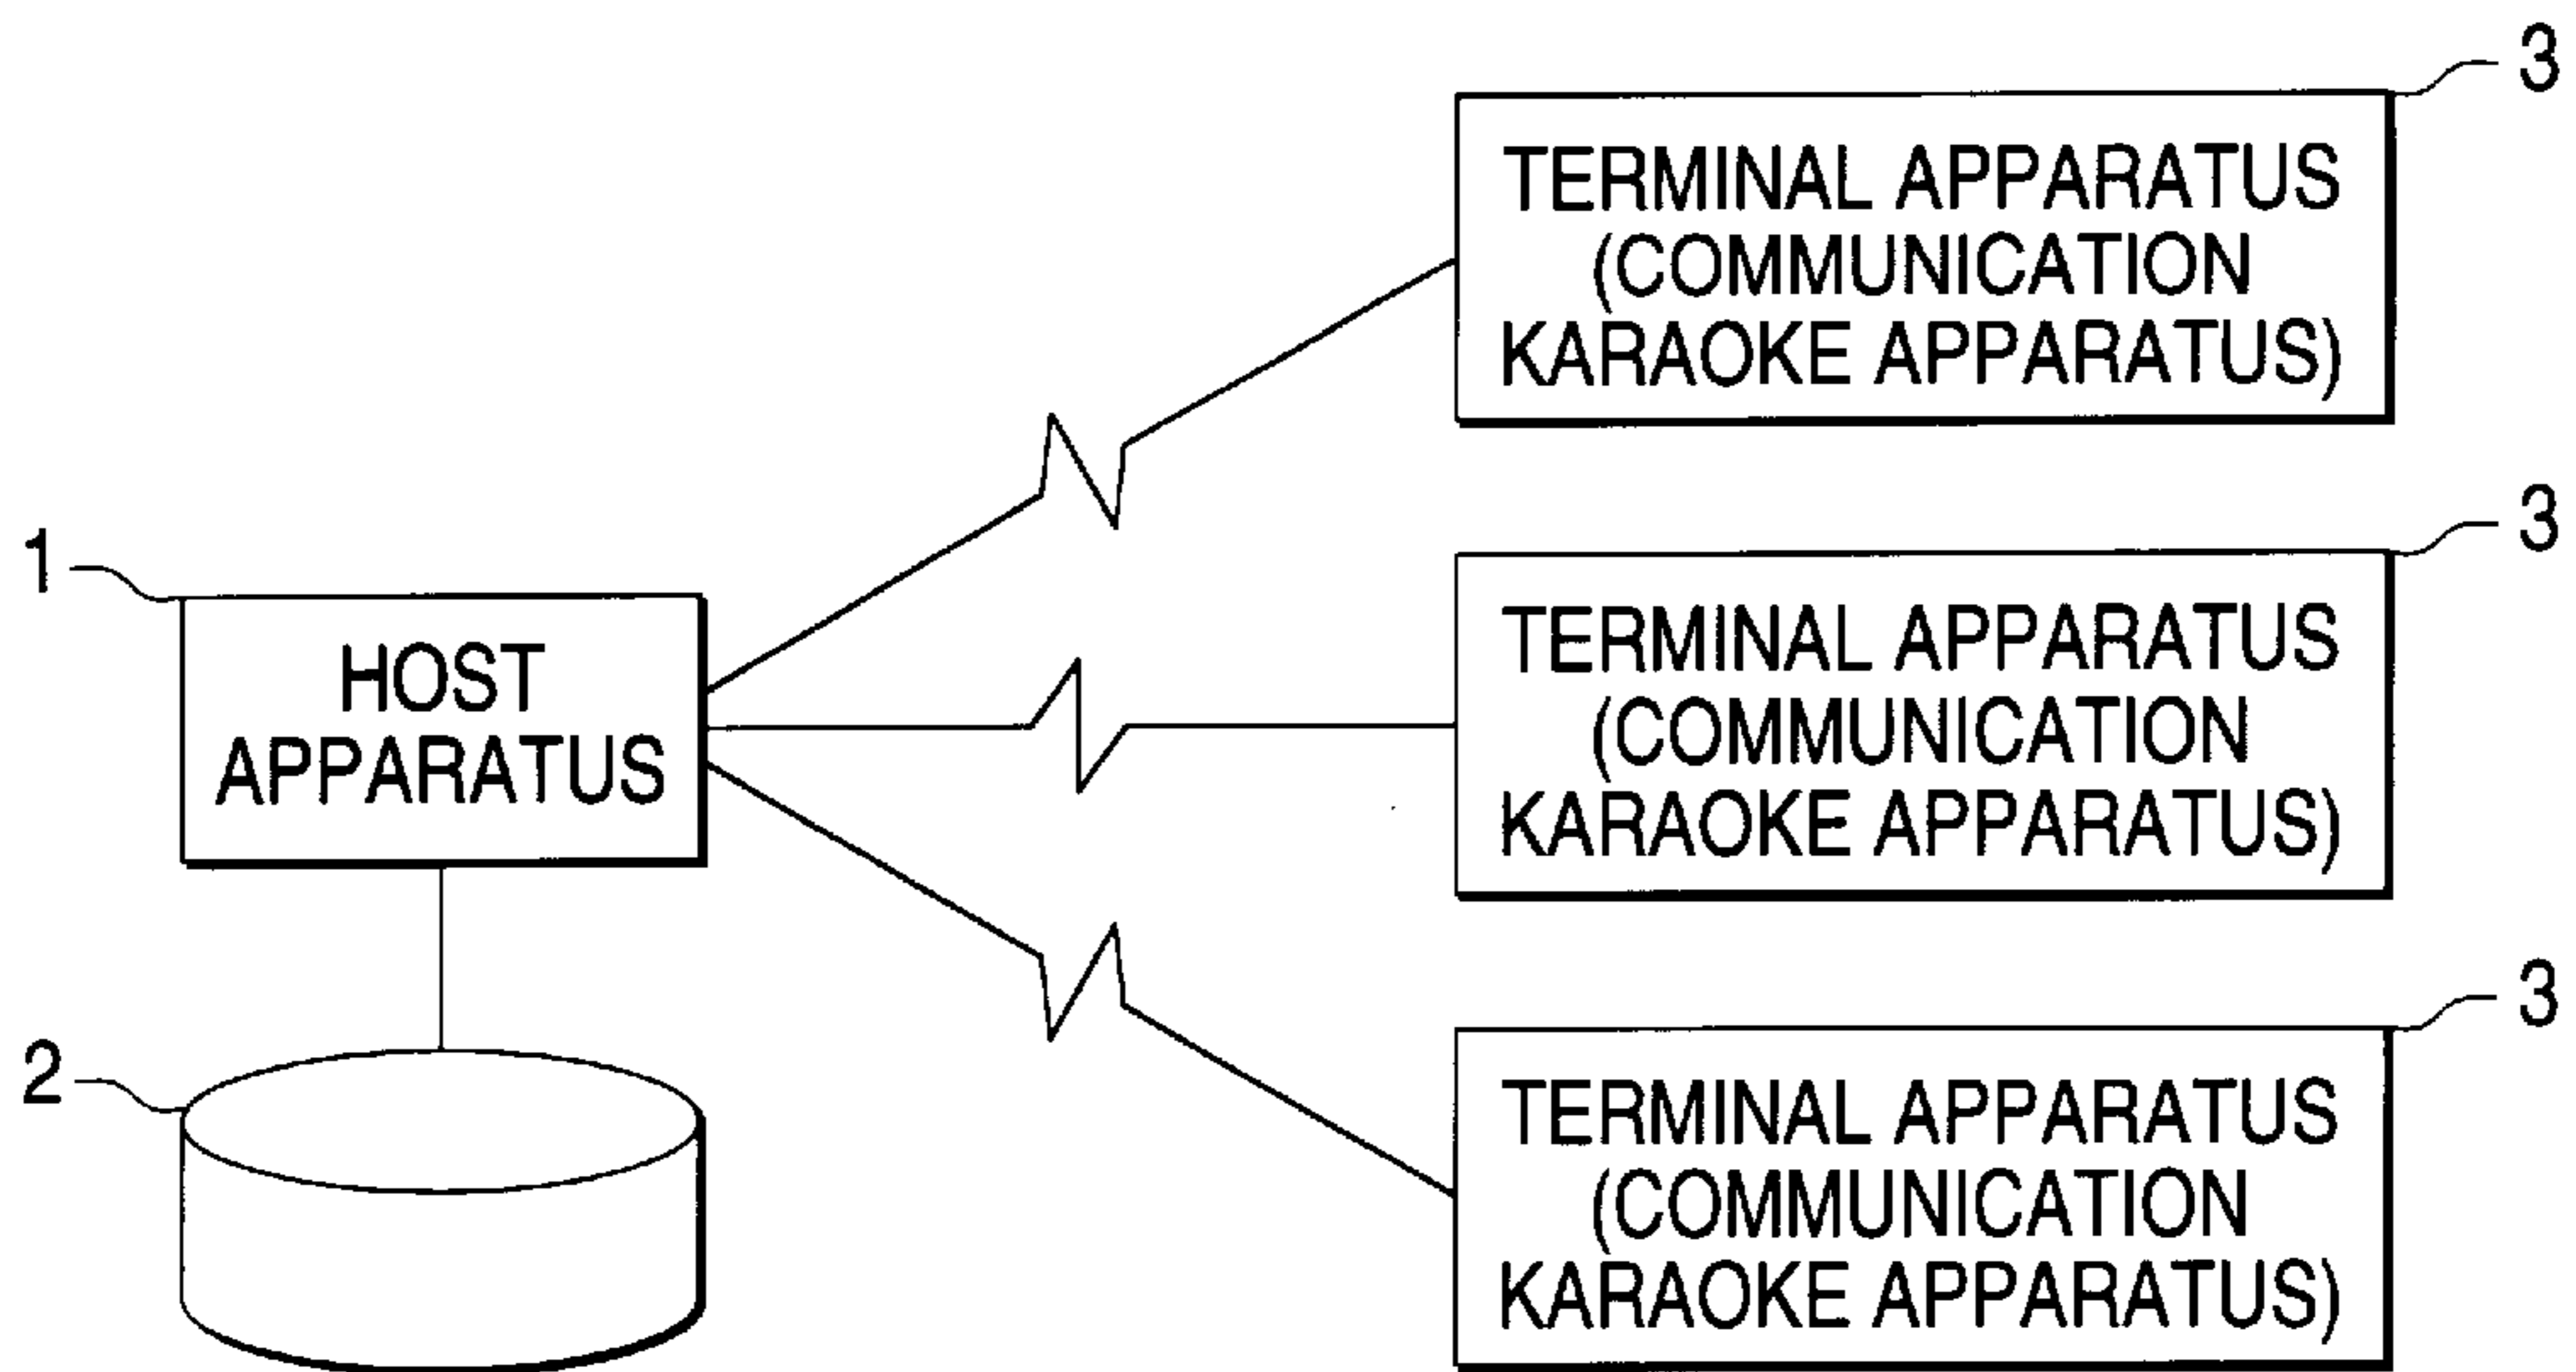 3
TERMINAL APPARATUS
(COMMUNICATION
KARAOKE APPARATUS)
3
1
HOST
APPARATUS
TERMINAL APPARATUS
(COMMUNICATION
KARAOKE APPARATUS)
2
3
TERMINAL APPARATUS
(COMMUNICATION
KARAOKE APPARATUS)